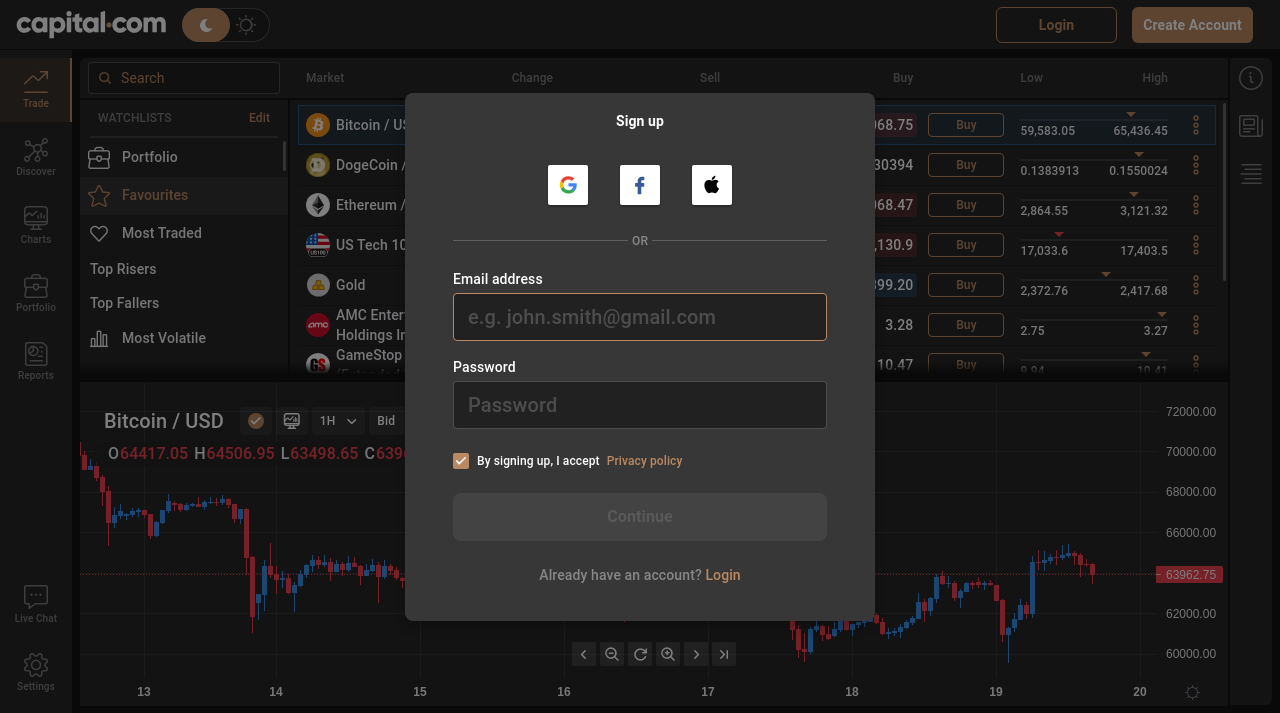 capital.com
Login
Create Account
Search
Market
Change
Sell
Buy
Low
High
Trade
Discover
Charts
Portfolio
Reports
Live Chat
Settings
WATCHLISTS
Edit
Portfolio
Favourites
Most Traded
Top Risers
Top Fallers
Most Volatile
Bitcoin / US
68.75
Buy
59,583.05
65,436.45
DogeCoin /
30394
Buy
0.1383913
0.1550024
Ethereum /
068.47
Buy
2,864.55
3,121.32
US100
US Tech 10
,130.9
Buy
17,033.6
17,403.5
Gold
399.20
Buy
2,372.76
2,417.68
amc
AMC Enter
Holdings In
3.28
Buy
2.75
3.27
GS
GameStop
10.47
Buy
9.94
10.41
Sign up
OR
Email address
e.g. john.smith@gmail.com
Password
Password
By signing up, I accept Privacy policy
Continue
Already have an account? Login
Bitcoin / USD
1H
Bid
O64417.05 H64506.95 L63498.65 C639
72000.00
70000.00
68000.00
66000.00
63962.75
62000.00
60000.00
13
14
15
16
17
18
19
20